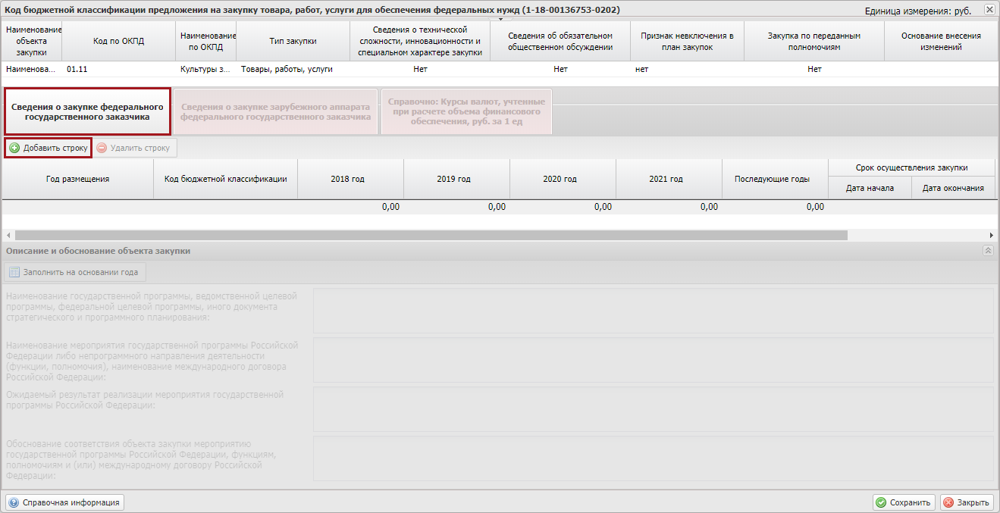 Код бюджетной классификации предложения на закупку товара, работ, услуги для обеспечения федеральных нужд (1-18-00136753-0202)
Единица измерения: руб.
Наименование
объекта
закупки
Код по ОКПД
Наименование
по ОКПД
Тип закупки
Сведения о технической
сложности, инновационности и
специальном характере закупки
Сведения об обязательном
общественном обсуждении
Признак невключения в
план закупок
Закупка по переданным
полномочиям
Основание внесения
изменений
Наименова...
01.11
Культуры з...
Товары, работы, услуги
Нет
Нет
нет
Нет
Сведения о закупке федерального
государственного заказчика
Сведения о закупке зарубежного аппарата
федерального государственного заказчика
Справочно: Курсы валют, учтенные
при расчете объема финансового
обеспечения, руб. за 1 ед
Добавить строку
Удалить строку
Год размещения
Код бюджетной классификации
2018 год
2019 год
2020 год
2021 год
Последующие годы
Срок осуществления закупки
Дата начала
Дата окончания
0,00
0,00
0,00
0,00
0,00
Описание и обоснование объекта закупки
Заполнить на основании года
Наименование государственной программы, ведомственной целевой
программы, федеральной целевой программы, иного документа
стратегического и программного планирования:
Наименование мероприятия государственной программы Российской
Федерации либо непрограммного направления деятельности
(функции, полномочия), наименование международного договора
Российской Федерации:
Ожидаемый результат реализации мероприятия государственной
программы Российской Федерации:
Обоснование соответствия объекта закупки мероприятию
государственной программы Российской Федерации, функциям,
полномочиям и (или) международному договору Российской
Федерации:
Справочная информация
Сохранить
Закрыть